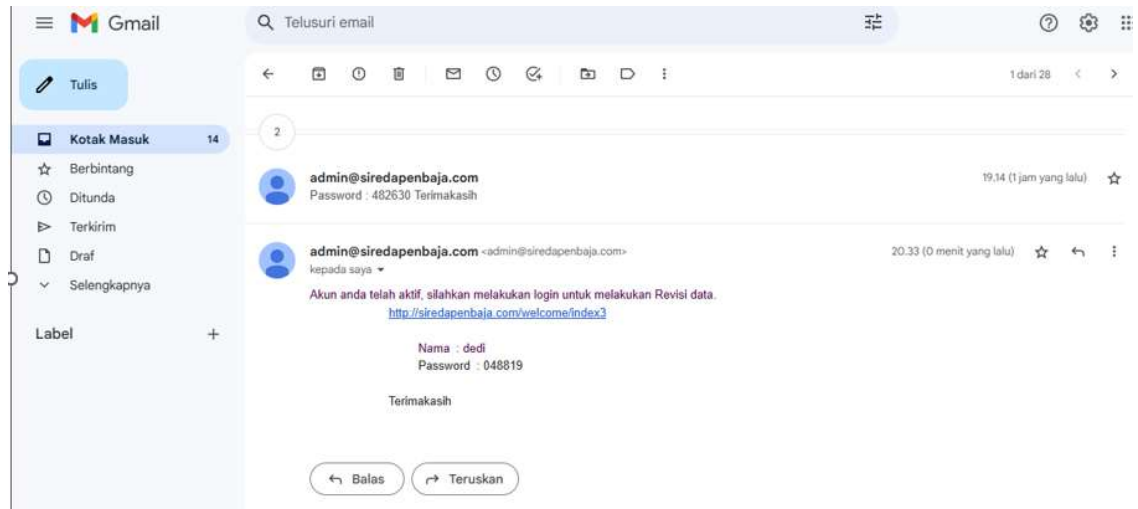 Gmail
Telusuri email
Tulis
1 dari 28
Kotak Masuk 14
Berbintang
Ditunda
Terkirim
Draf
Selengkapnya
Label
2
admin@siredapenbaja.com 19.14 (1 jam yang lalu)
Password : 482630 Terimakasih
admin@siredapenbaja.com <admin@siredapenbaja.com> 20.33 (0 menit yang lalu)
kepada saya
Akun anda telah aktif, silahkan melakukan login untuk melakukan Revisi data.
http://siredapenbaja.com/welcome/index3
Nama : dedi
Password : 048819
Terimakasih
Balas
Teruskan